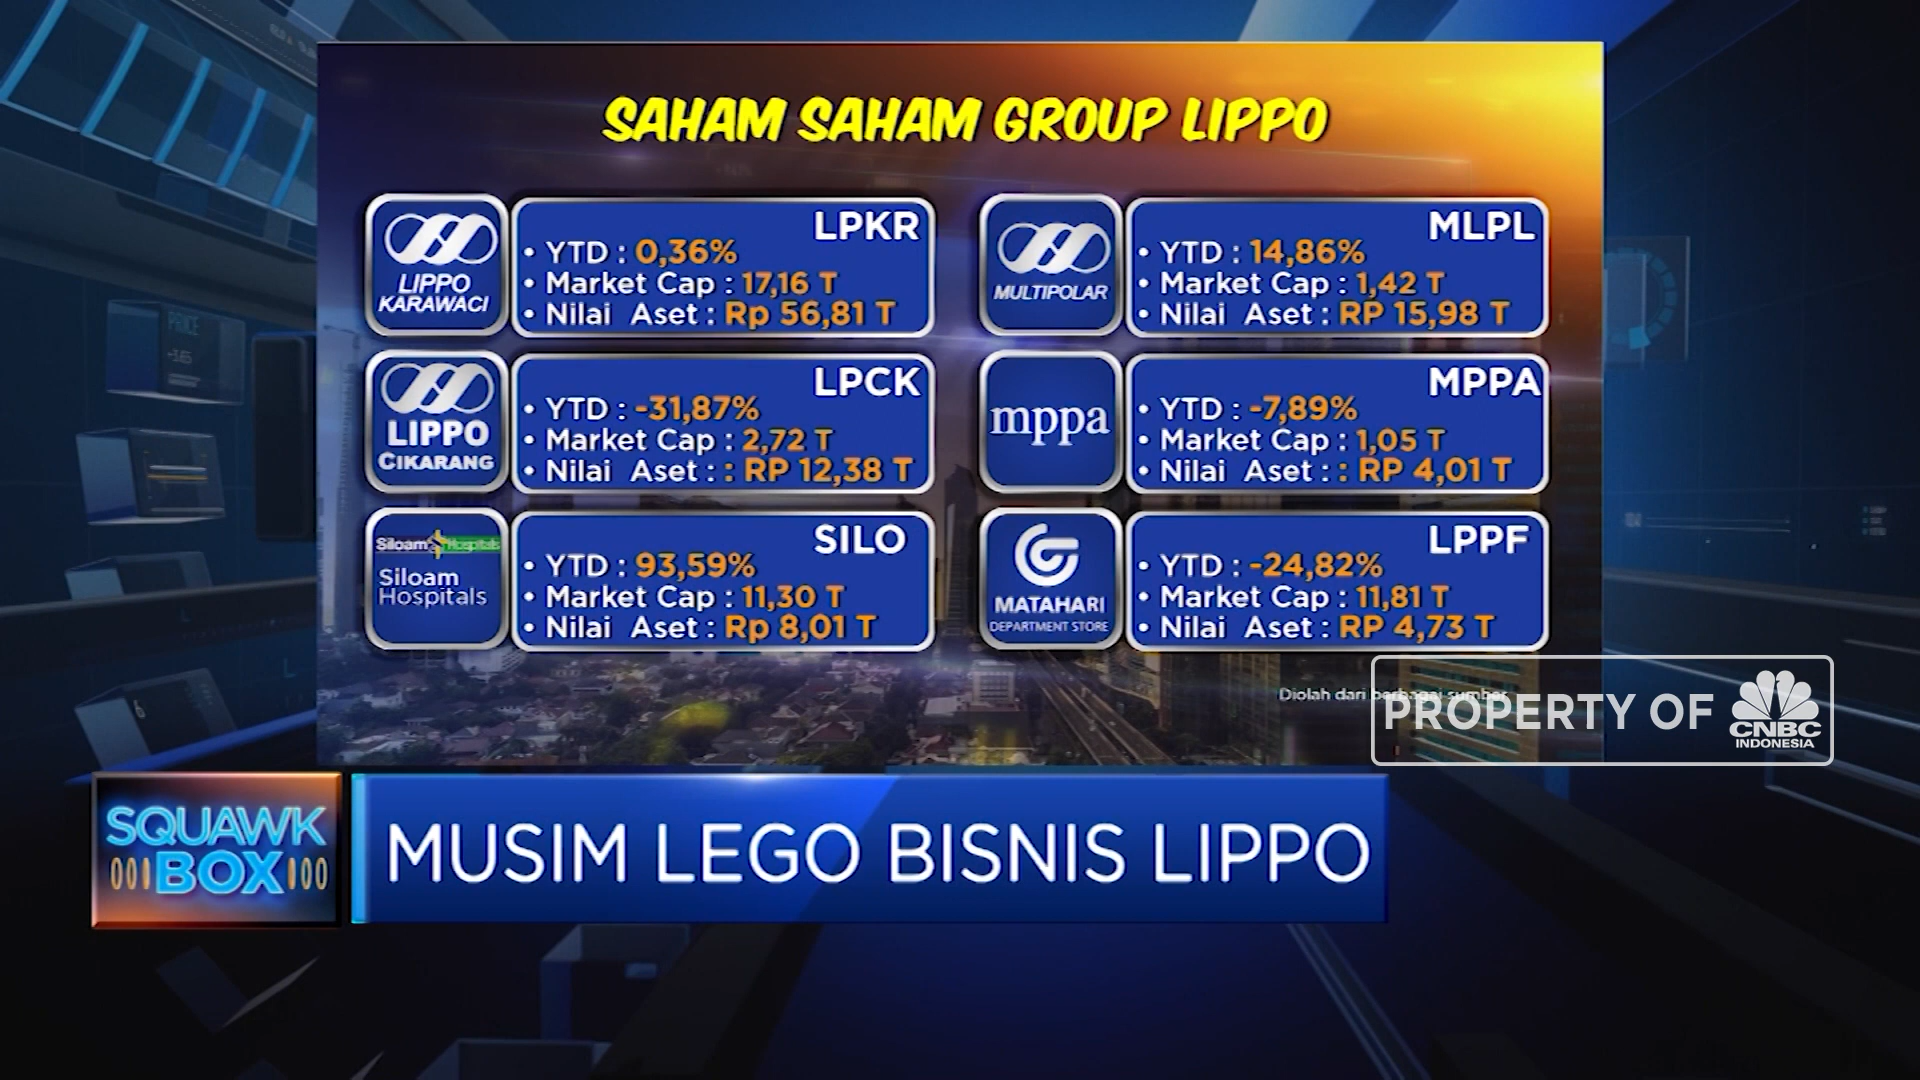 SAHAM SAHAM GROUP LIPPO
LIPPO
KARAWACI
LPKR
• YTD : 0,36%
• Market Cap : 17,16 T
• Nilai Aset : Rp 56,81 T
MULTIPOLAR
MLPL
• YTD : 14,86%
• Market Cap : 1,42 T
• Nilai Aset : RP 15,98 T
LIPPO
CIKARANG
LPCK
• YTD : -31,87%
• Market Cap : 2,72 T
• Nilai Aset : : RP 12,38 T
mppa
MPPA
• YTD : -7,89%
• Market Cap : 1,05 T
• Nilai Aset : : RP 4,01 T
Siloam Hospitals
Siloam
Hospitals
SILO
• YTD : 93,59%
• Market Cap : 11,30 T
• Nilai Aset : Rp 8,01 T
MATAHARI
DEPARTMENT STORE
LPPF
• YTD : -24,82%
• Market Cap : 11,81 T
• Nilai Aset : RP 4,73 T
Diolah dari berbagai sumber
PROPERTY OF
CNBC
INDONESIA
SQUAWK
BOX
MUSIM LEGO BISNIS LIPPO
PRICE